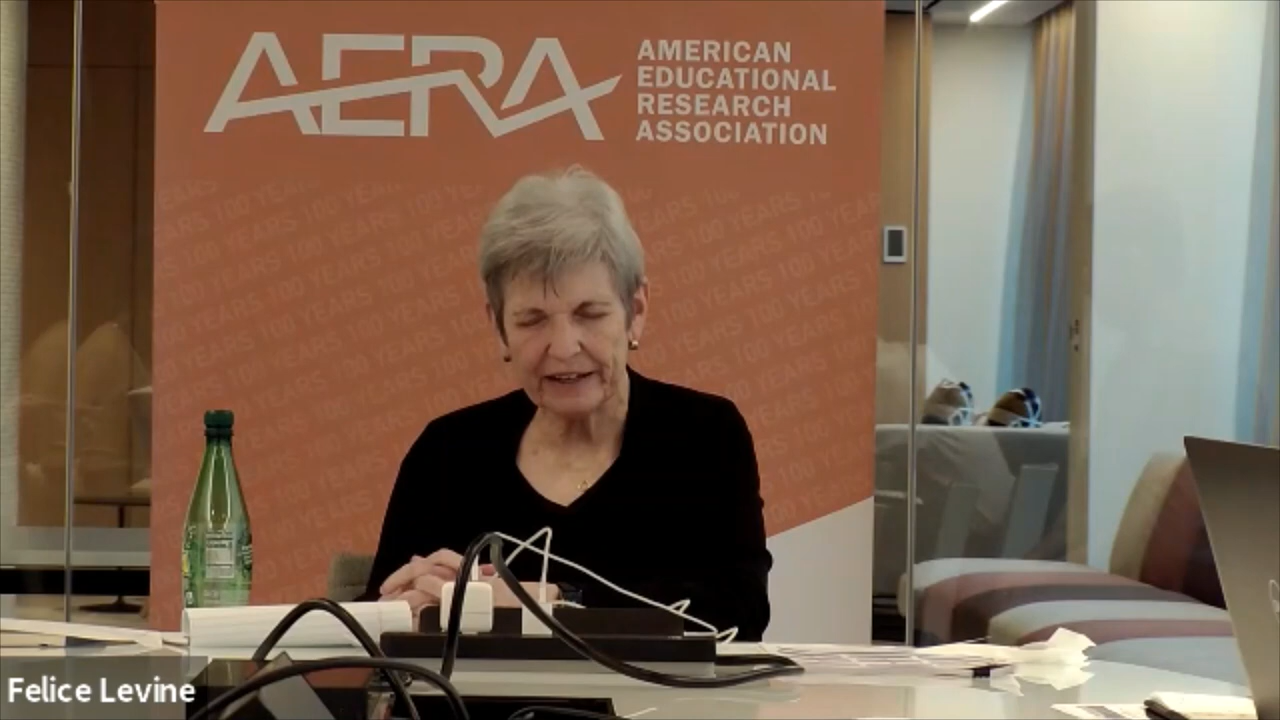 AERA
AMERICAN
EDUCATIONAL
RESEARCH
ASSOCIATION
100 YEARS 100 YEARS 100 YEARS
Felice Levine